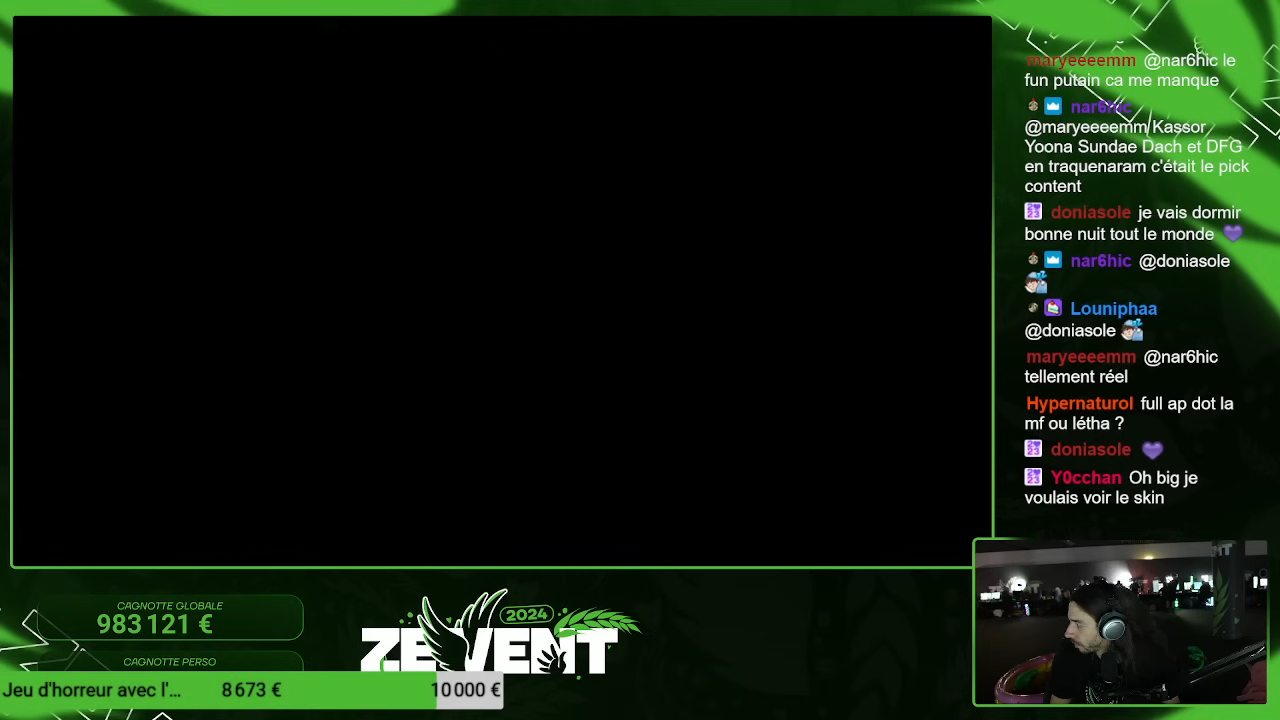 maryeeeemm @nar6hic le
fun putain ca me manque
nar6hic
@maryeeeemm Kassor
Yoona Sundae Dach et DFG
en traquenaram c'était le pick
content
doniasole je vais dormir
bonne nuit tout le monde
nar6hic @doniasole
Louniphaa
@doniasole
maryeeeemm @nar6hic
tellement réel
Hypernaturol full ap dot la
mf ou létha ?
doniasole
Y0cchan Oh big je
voulais voir le skin
CAGNOTTE GLOBALE
983 121 €
CAGNOTTE PERSO
Jeu d'horreur avec l'... 8 673 € 10 000 €
2024
ZEVENT